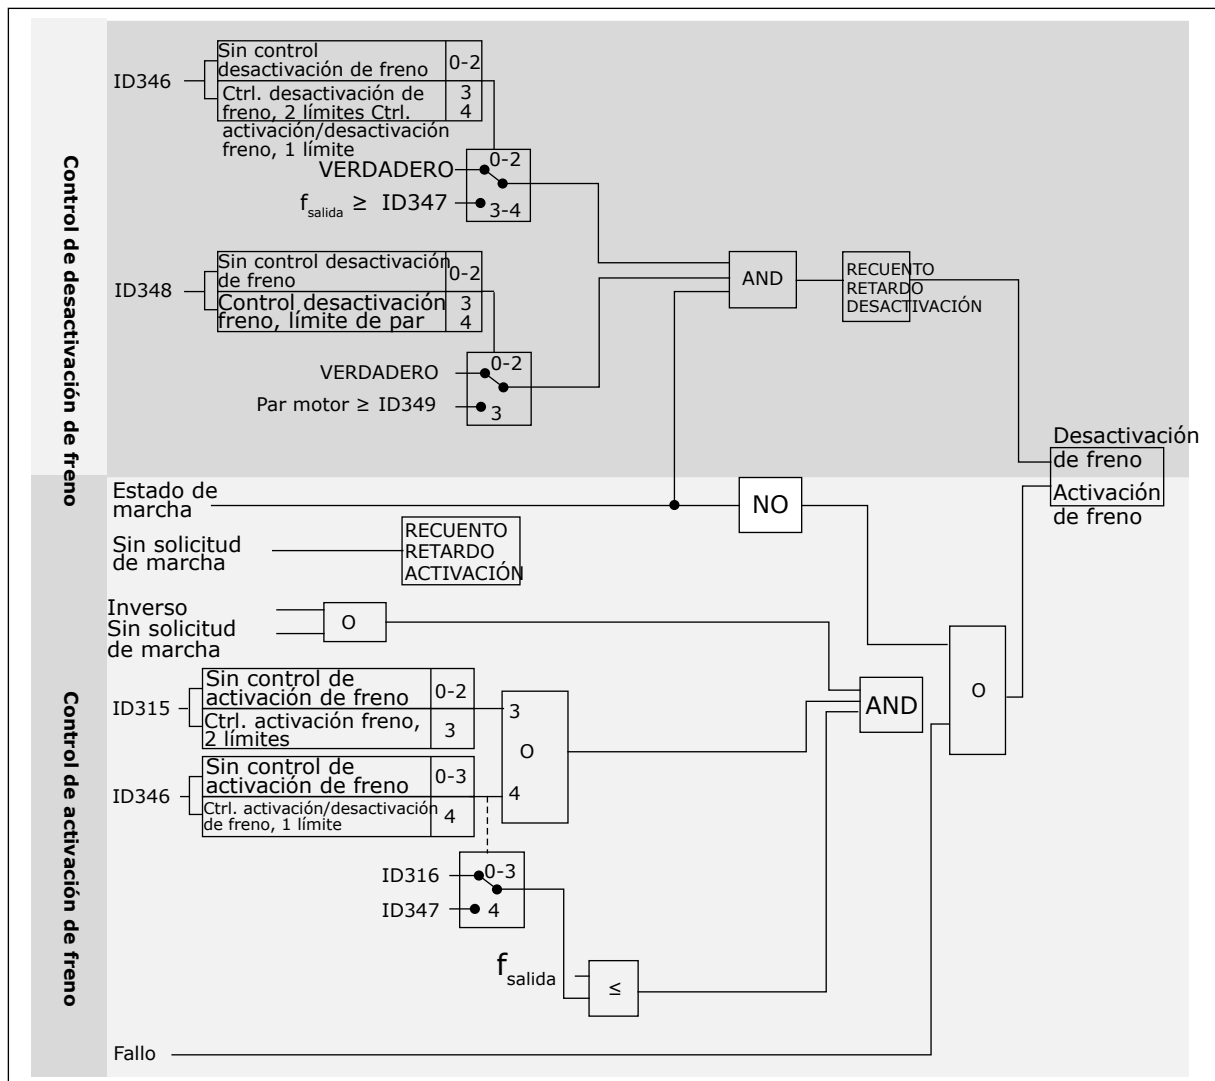 Control de desactivación de freno
ID346
Sin control
desactivación de freno
0-2
Ctrl. desactivación de
freno, 2 límites Ctrl.
activación/desactivación
freno, 1 límite
3
4
VERDADERO
0-2
f salida ≥ ID347
3-4
ID348
Sin control desactivación
de freno
0-2
Control desactivación
freno, límite de par
3
4
VERDADERO
0-2
Par motor ≥ ID349
3
AND
RECUENTO
RETARDO
DESACTIVACIÓN
Desactivación
de freno
Activación
de freno
Control de activación de freno
Estado de
marcha
NO
Sin solicitud
de marcha
RECUENTO
RETARDO
ACTIVACIÓN
Inverso
Sin solicitud
de marcha
O
ID315
Sin control de
activación de freno
0-2
Ctrl. activación freno,
2 límites
3
3
O
4
ID346
Sin control de
activación de freno
0-3
Ctrl. activación/desactivación
de freno, 1 límite
4
AND
O
ID316
0-3
ID347
4
f salida
≤
Fallo